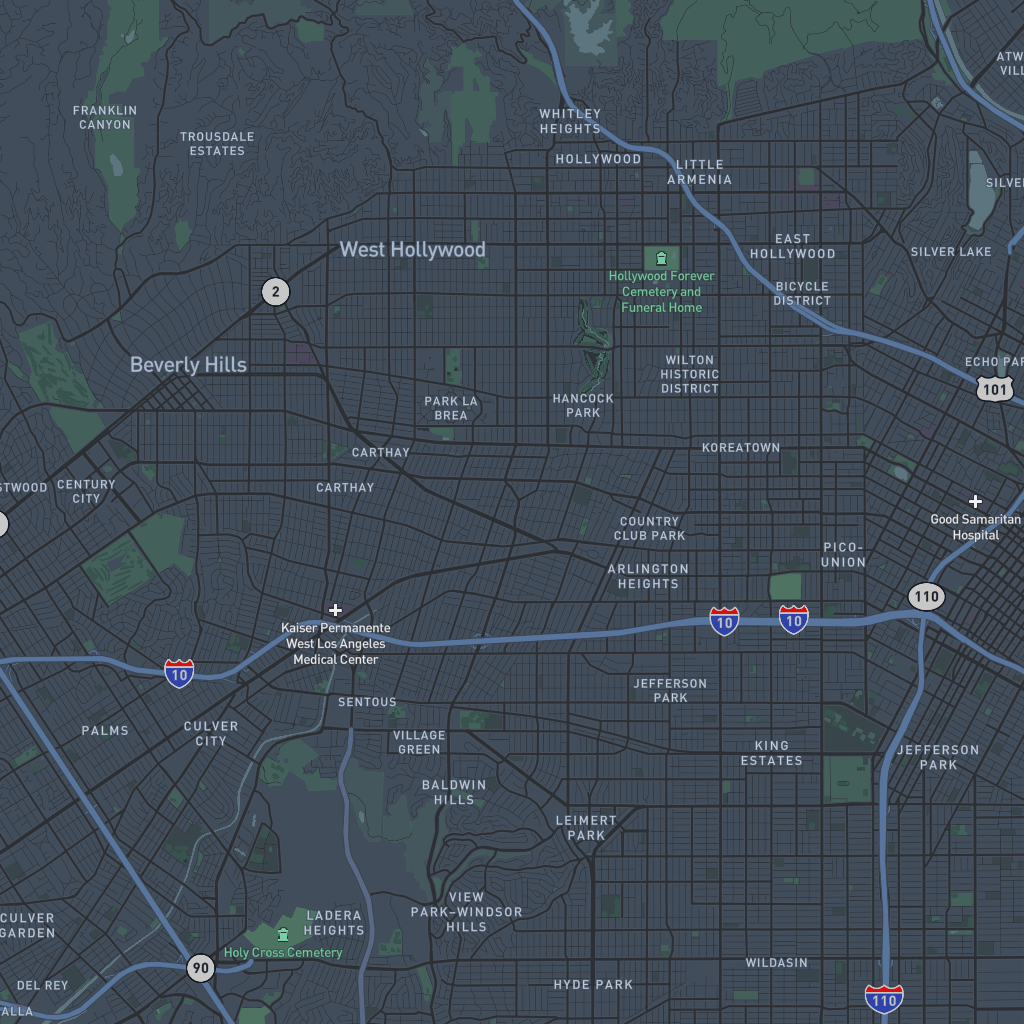 ATW
VILL
FRANKLIN
CANYON
WHITLEY
HEIGHTS
TROUSDALE
ESTATES
HOLLYWOOD
LITTLE
ARMENIA
SILVE
West Hollywood
EAST
HOLLYWOOD
SILVER LAKE
Hollywood Forever
Cemetery and
Funeral Home
2
BICYCLE
DISTRICT
Beverly Hills
WILTON
HISTORIC
DISTRICT
ECHO PAR
101
PARK LA
BREA
HANCOCK
PARK
CARTHAY
KOREATOWN
STWOOD
CENTURY
CITY
CARTHAY
Good Samaritan
Hospital
COUNTRY
CLUB PARK
PICO-
UNION
ARLINGTON
HEIGHTS
110
10
10
Kaiser Permanente
West Los Angeles
Medical Center
10
JEFFERSON
PARK
SENTOUS
PALMS
CULVER
CITY
VILLAGE
GREEN
KING
ESTATES
JEFFERSON
PARK
BALDWIN
HILLS
LEIMERT
PARK
VIEW
PARK-WINDSOR
HILLS
CULVER
GARDEN
LADERA
HEIGHTS
Holy Cross Cemetery
90
WILDASIN
DEL REY
HYDE PARK
110
ALLA